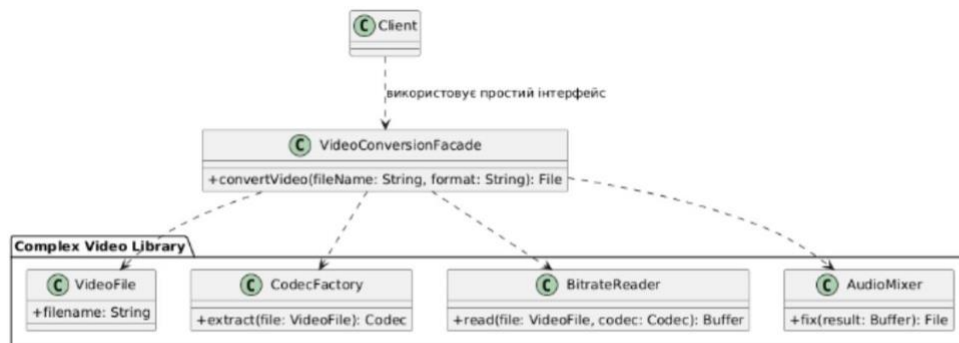 C Client
використовує простий інтерфейс
C VideoConversionFacade
+convertVideo(fileName: String, format: String): File
Complex Video Library
C VideoFile
+filename: String
C CodecFactory
+extract(file: VideoFile): Codec
C BitrateReader
+read(file: VideoFile, codec: Codec): Buffer
C AudioMixer
+fix(result: Buffer): File